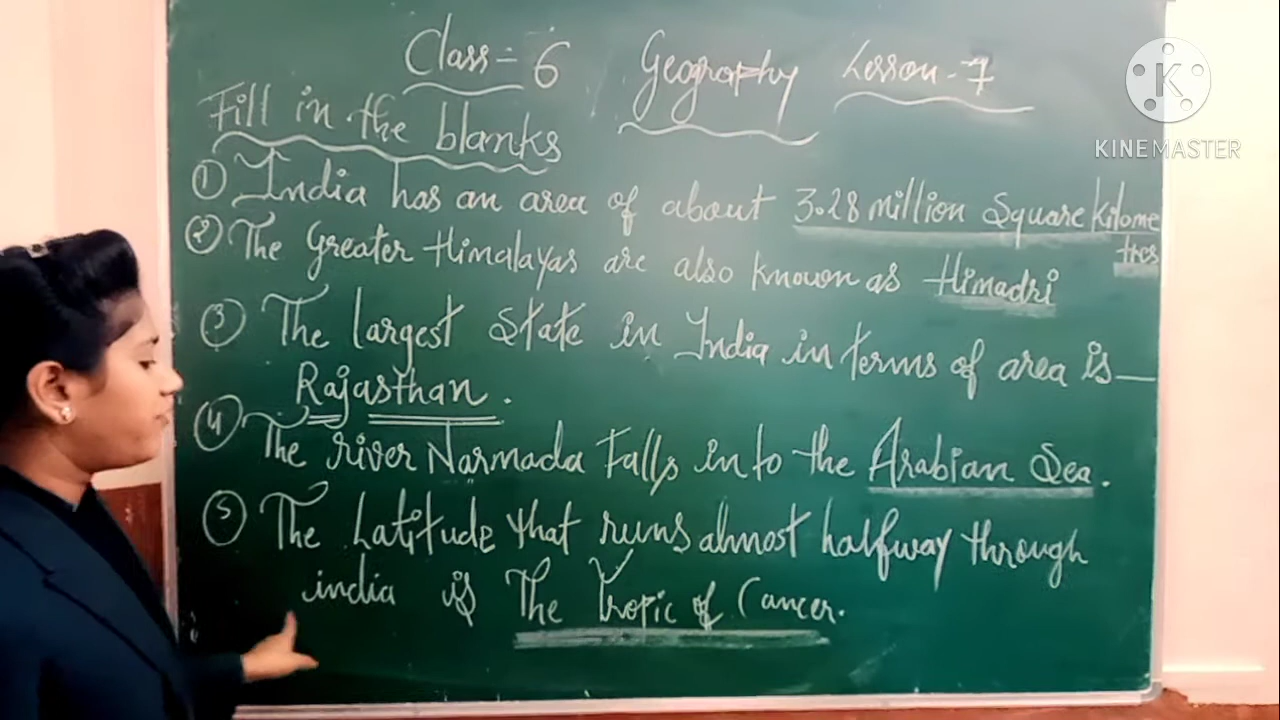 Class - 6 Geography Lesson - 7
Fill in the blanks
① India has an area of about 3.28 million Square kilome
tres
② The Greater Himalayas are also known as Himadri
③ The largest State in India in terms of area is —
Rajasthan.
④ The river Narmada Falls into the Arabian Sea.
⑤ The Latitude that runs almost halfway through
india is The Tropic of Cancer.
K
KINEMASTER